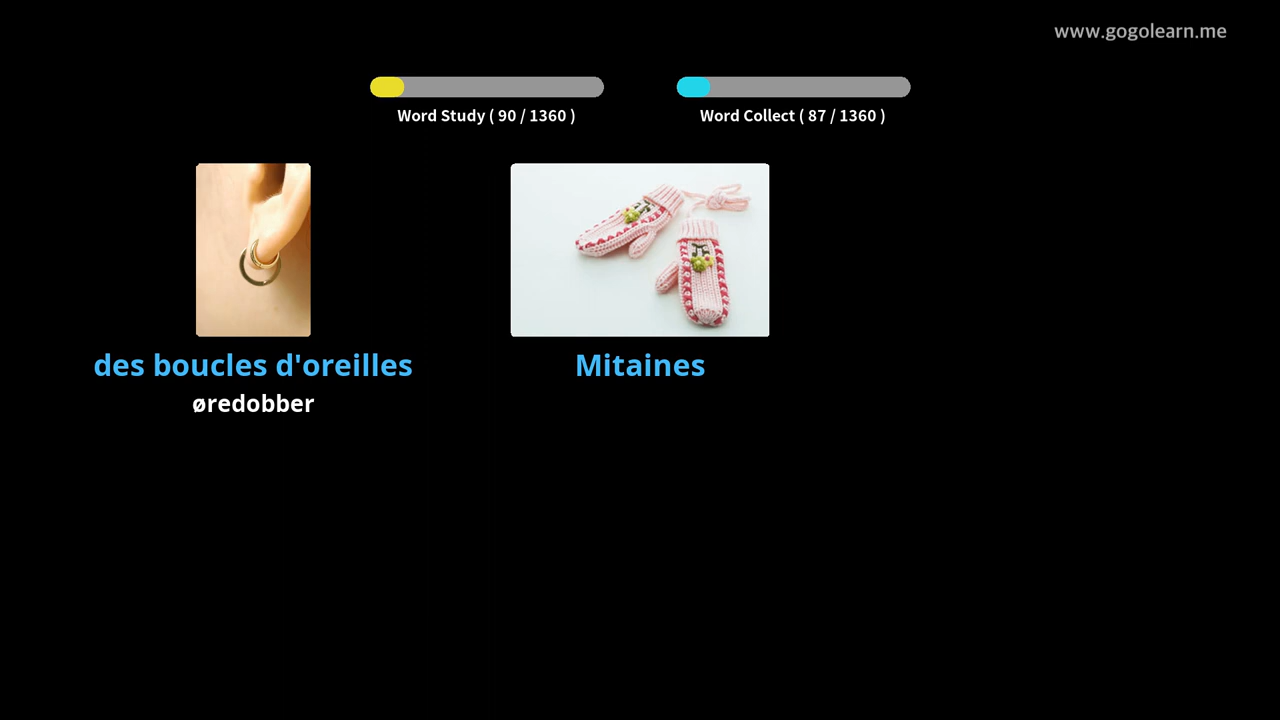 www.gogolearn.me
Word Study ( 90 / 1360 )
Word Collect ( 87 / 1360 )
des boucles d'oreilles
øredobber
Mitaines